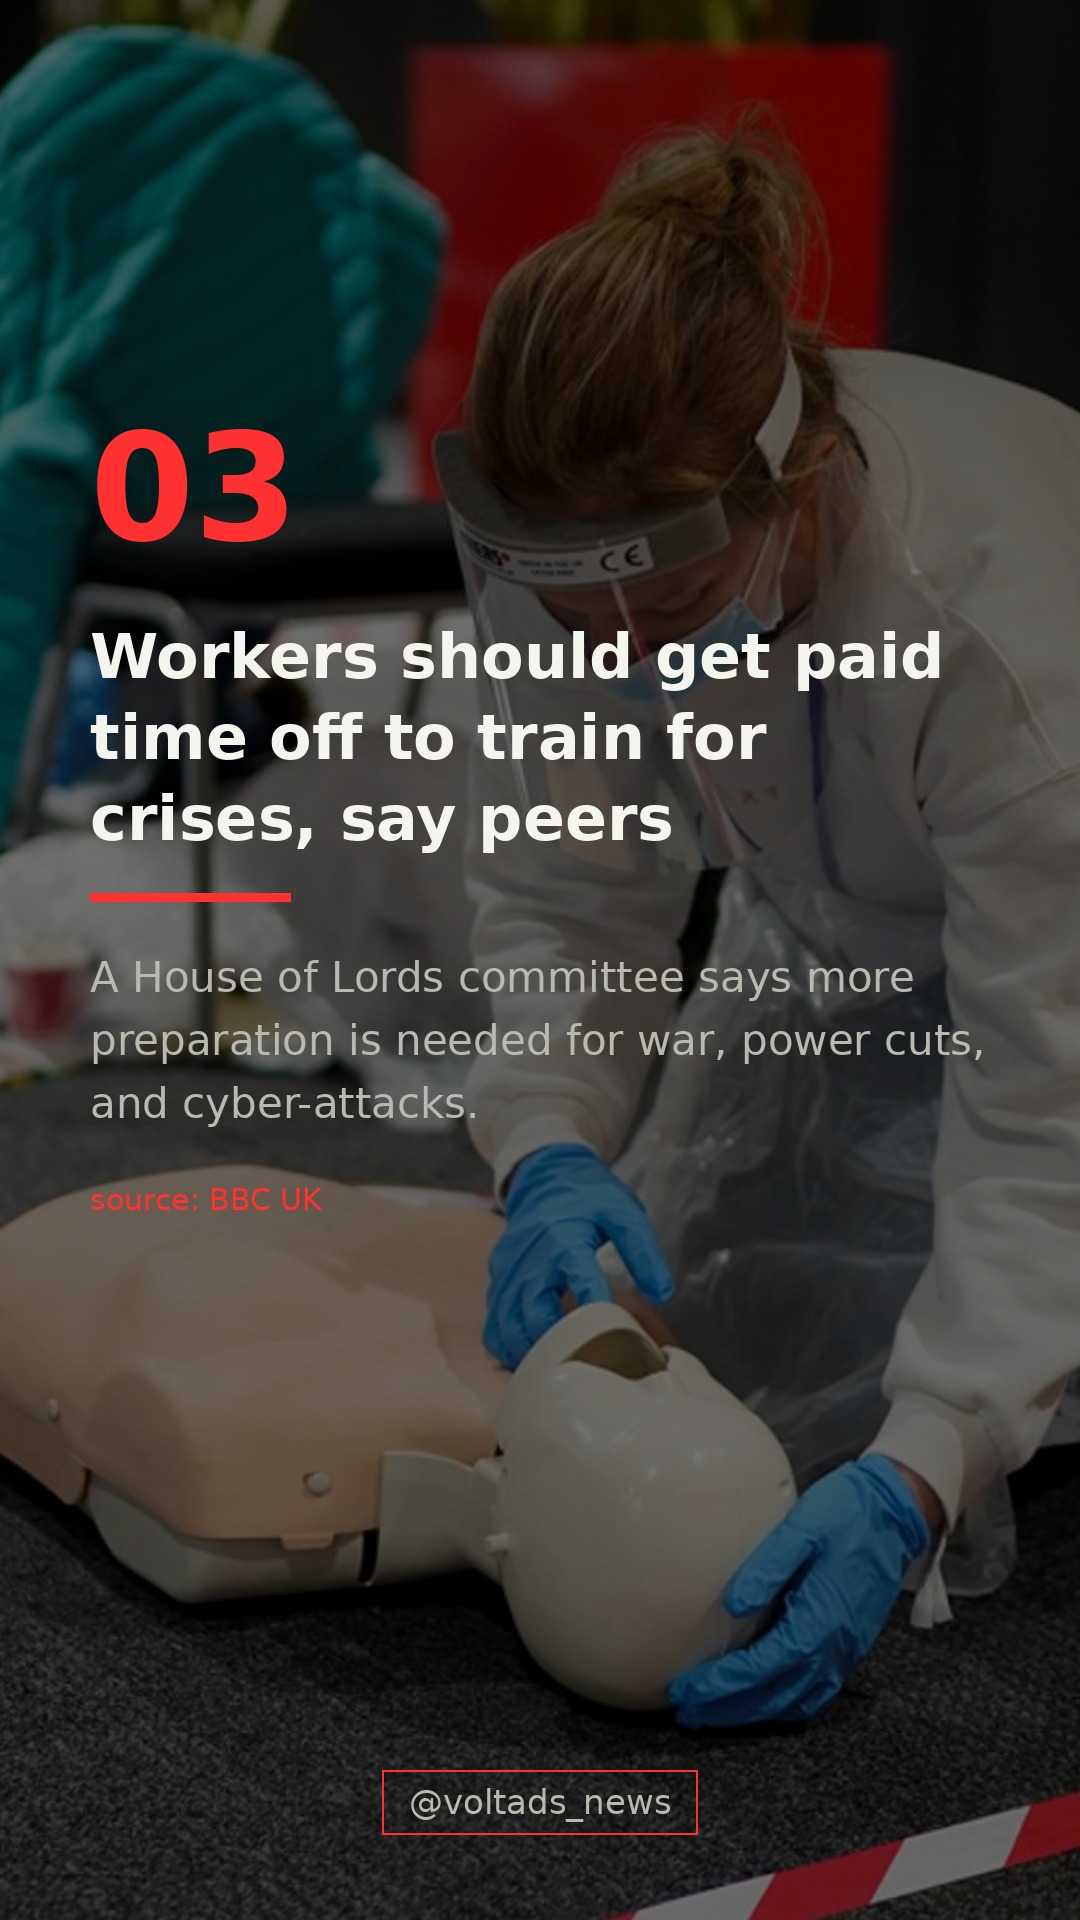 03
CE
Workers should get paid
time off to train for
crises, say peers
A House of Lords committee says more
preparation is needed for war, power cuts,
and cyber-attacks.
source: BBC UK
@voltads_news